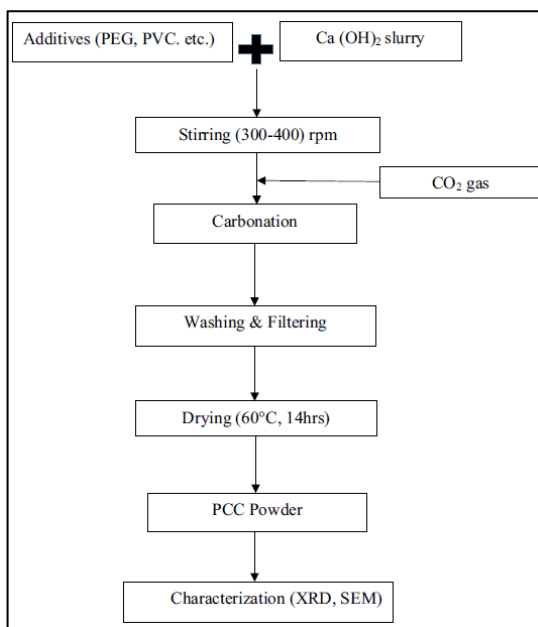 Additives (PEG, PVC. etc.)
Ca (OH)₂ slurry
Stirring (300-400) rpm
CO₂ gas
Carbonation
Washing & Filtering
Drying (60°C, 14hrs)
PCC Powder
Characterization (XRD, SEM)